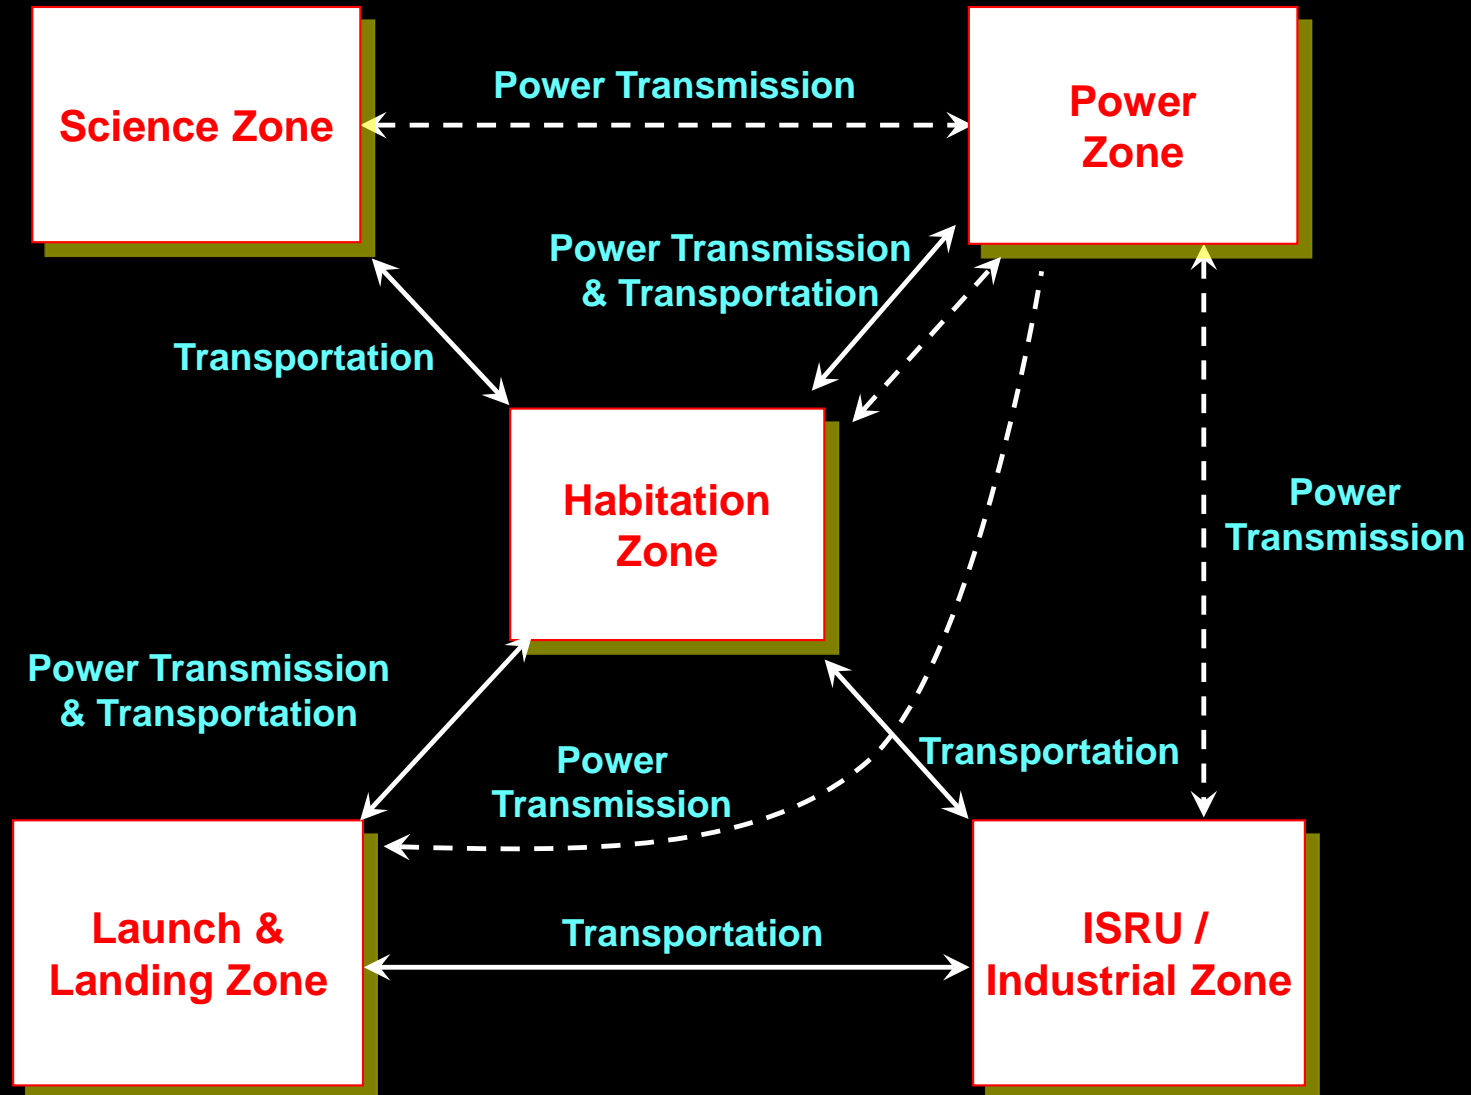 Science Zone
Power Transmission
Power
Zone
Power Transmission
& Transportation
Transportation
Habitation
Zone
Power
Transmission
Power Transmission
& Transportation
Power
Transmission
Transportation
Launch &
Landing Zone
Transportation
ISRU /
Industrial Zone